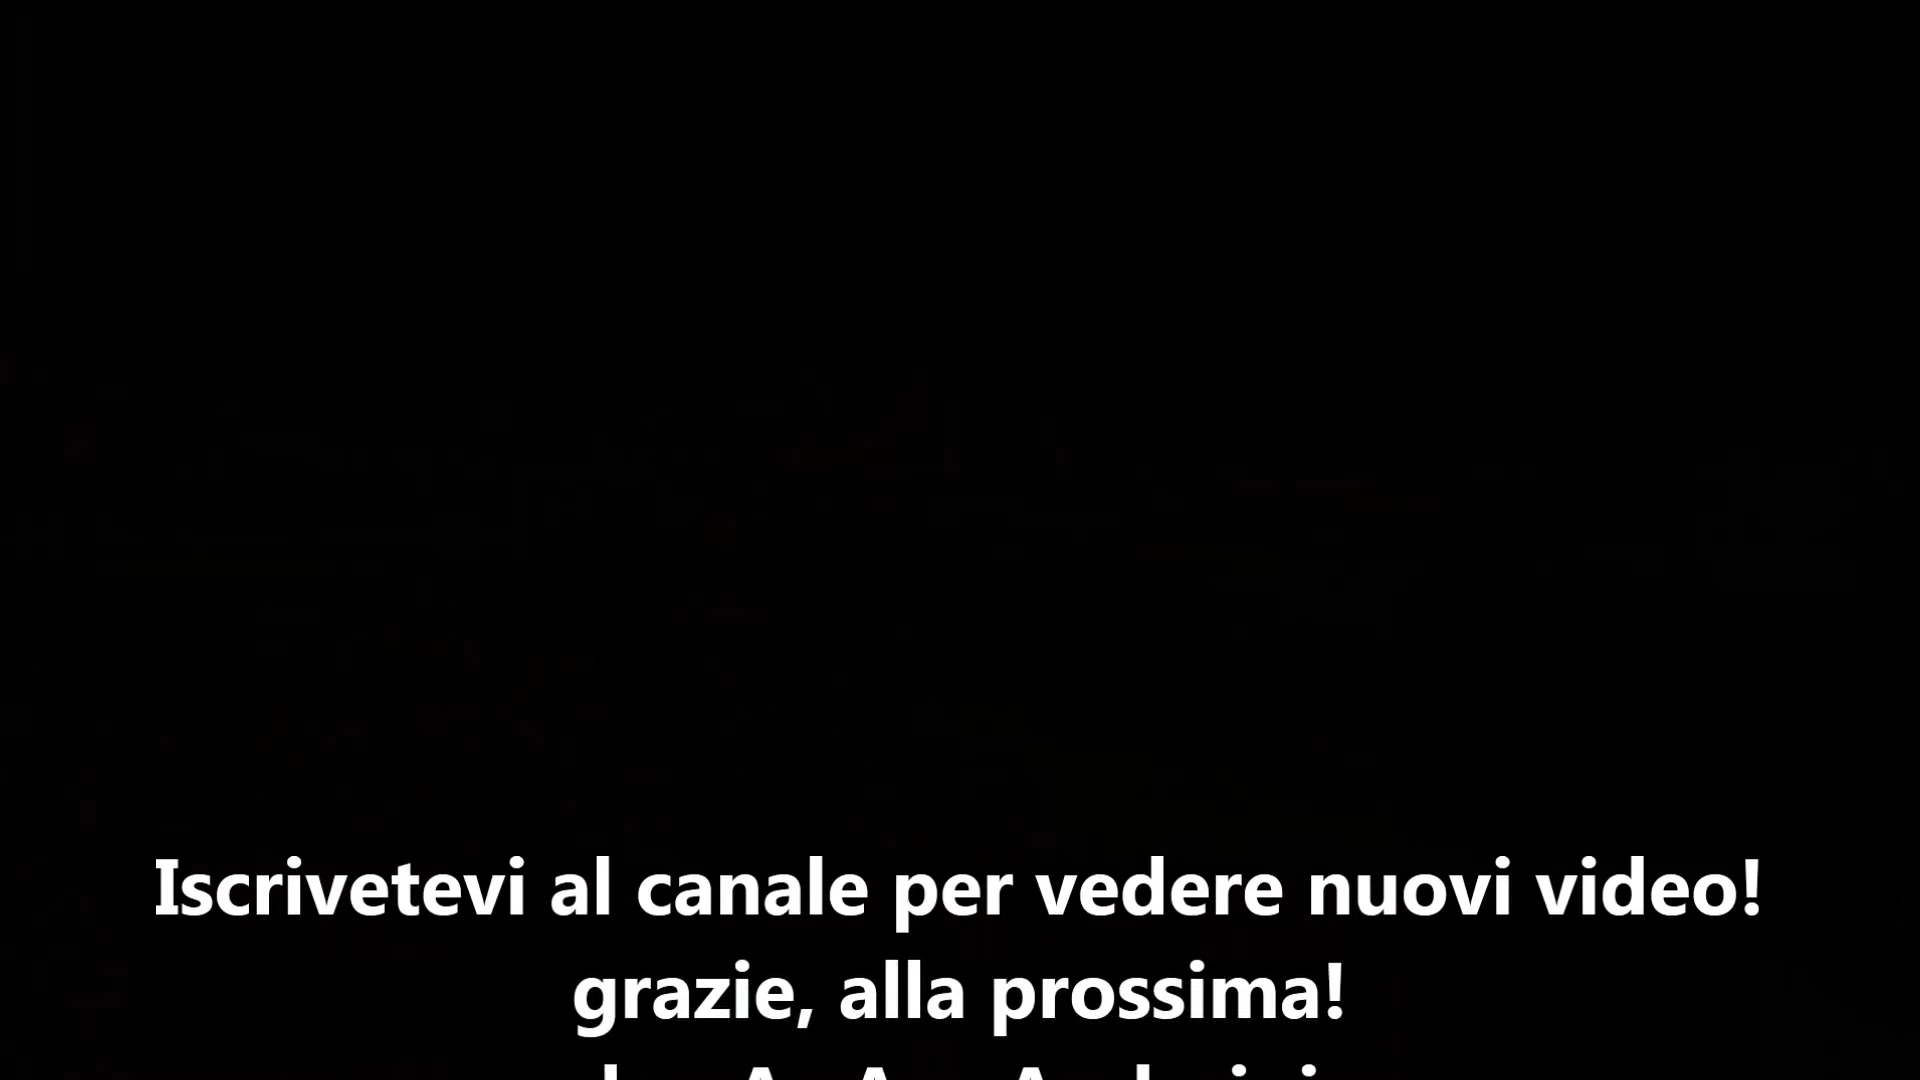 Iscrivetevi al canale per vedere nuovi video!
grazie, alla prossima!